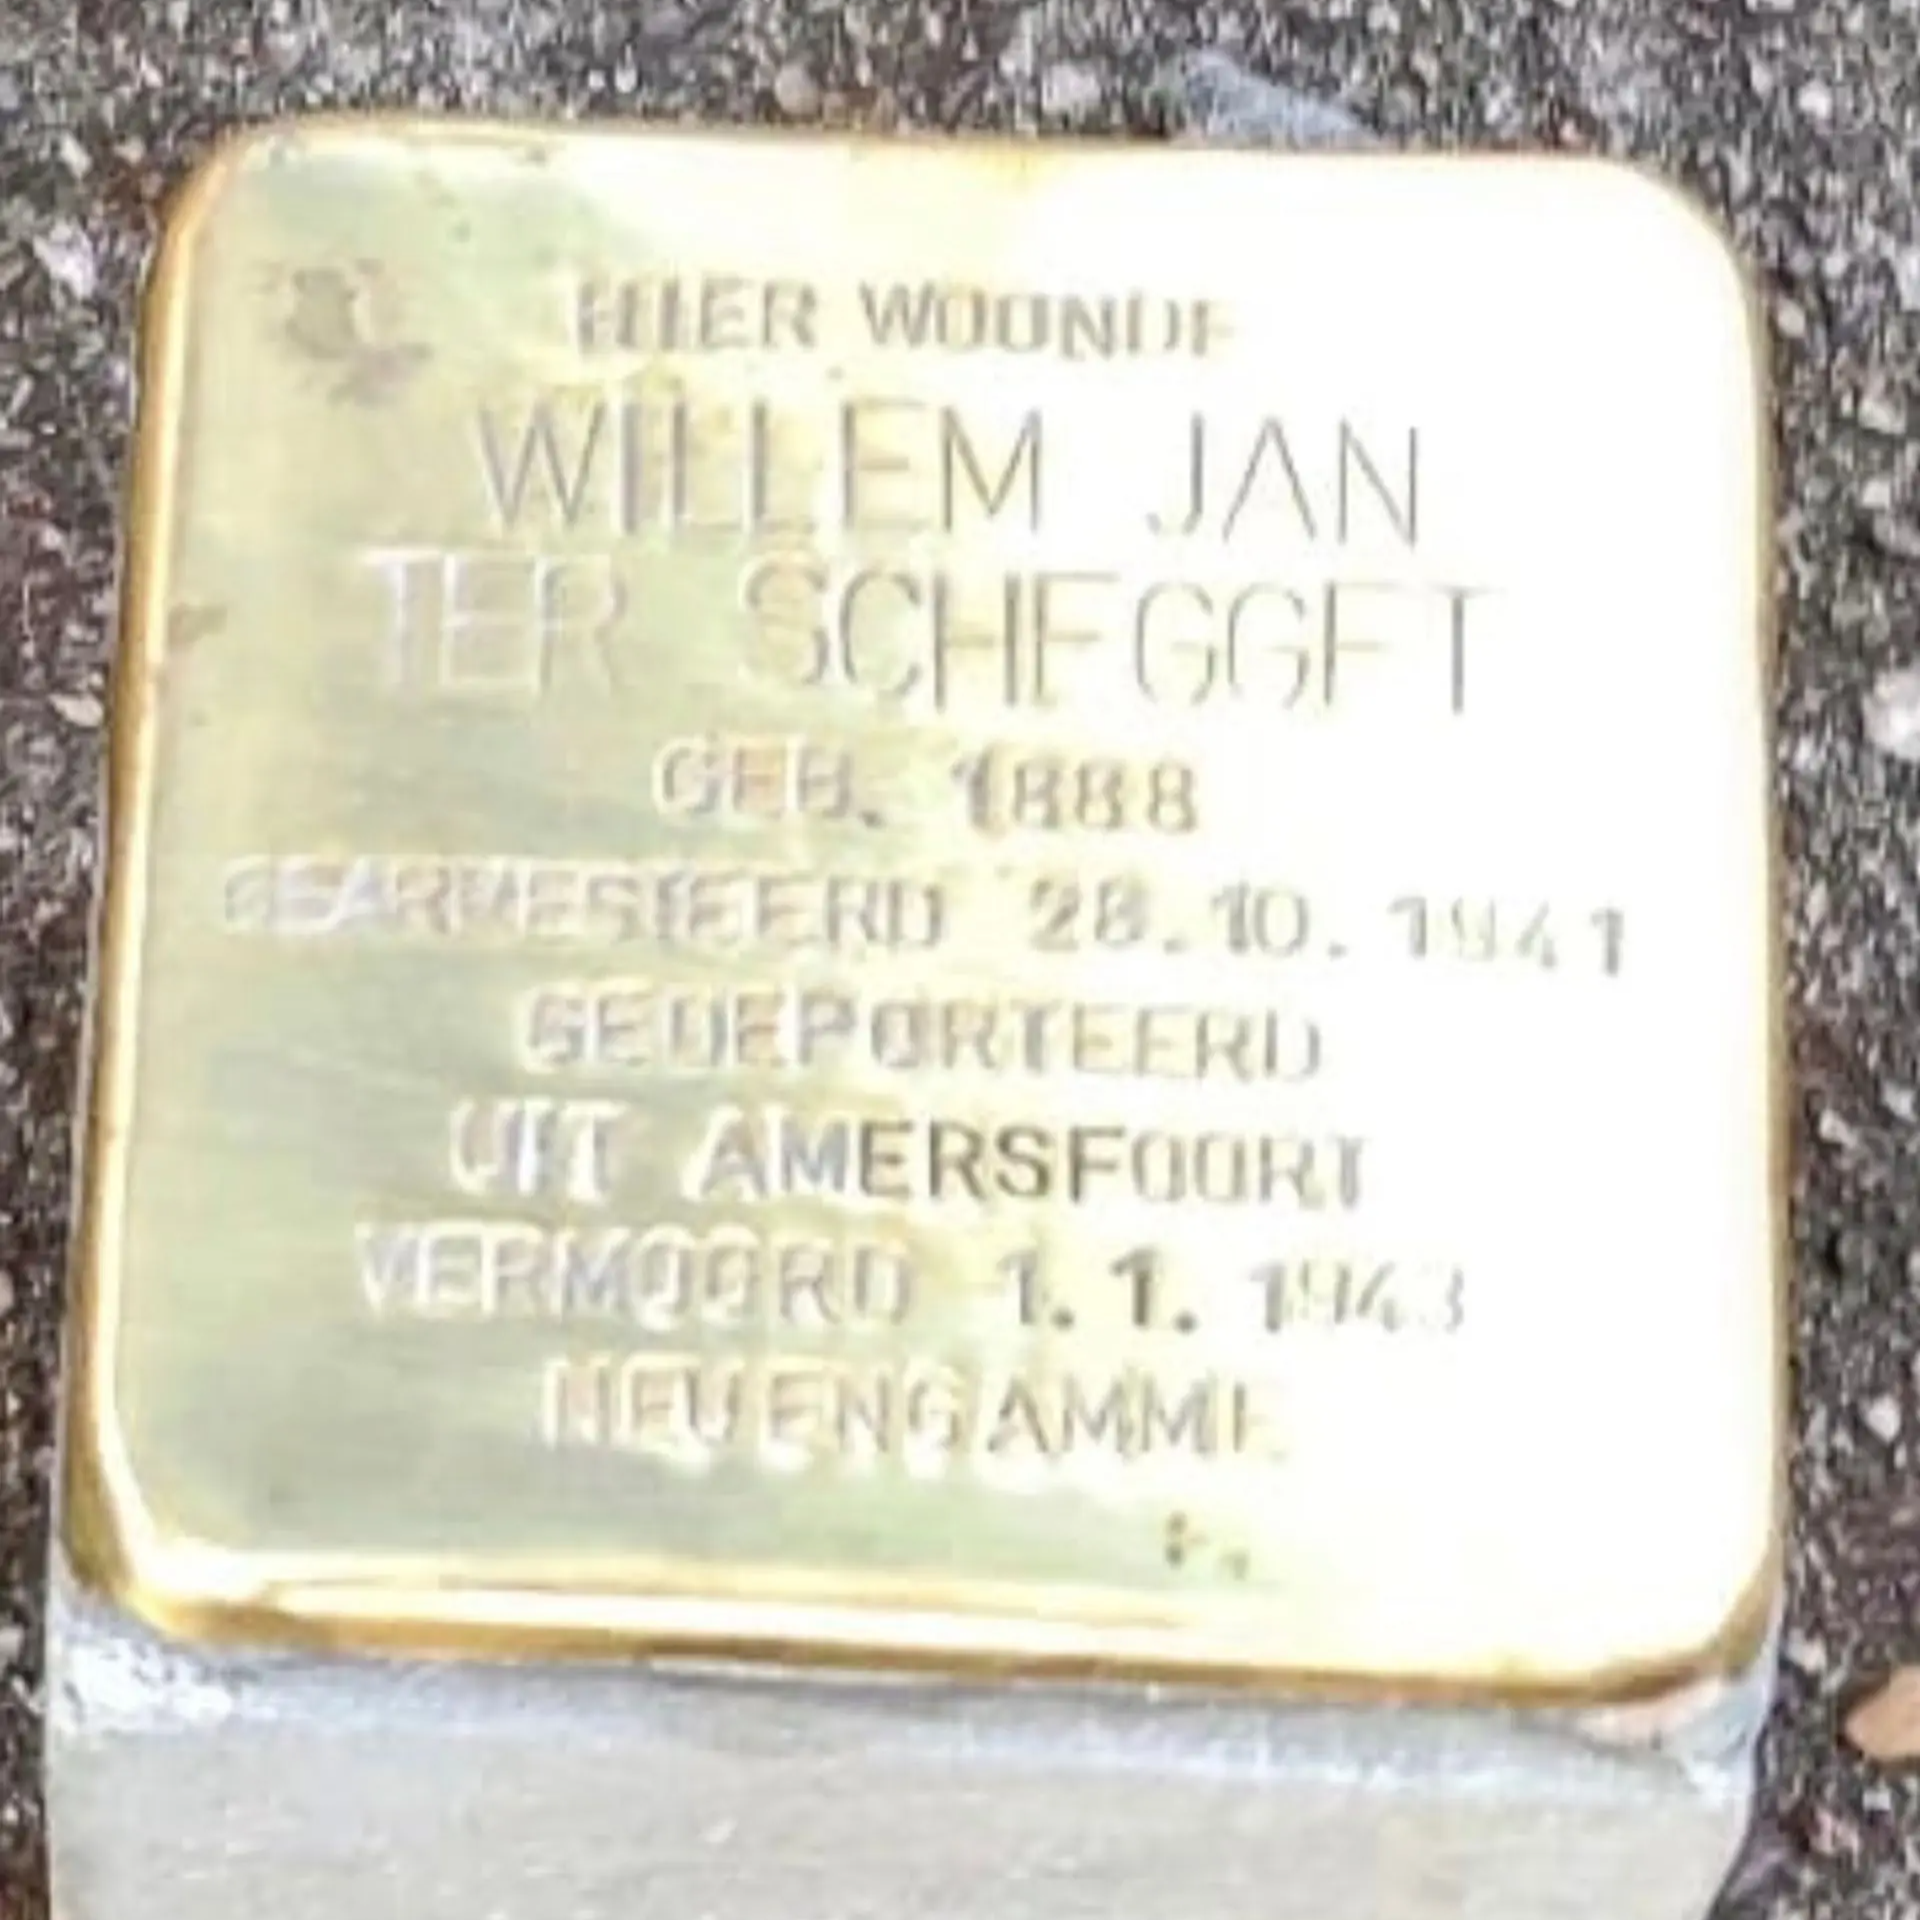 HIER WOONDE
WILLEM JAN
TER SCHEGGET
GEB. 1888
GEARRESTEERD 28.10.1941
GEDEPORTEERD
UIT AMERSFOORT
VERMOORD 1.1.1943
NEUENGAMME